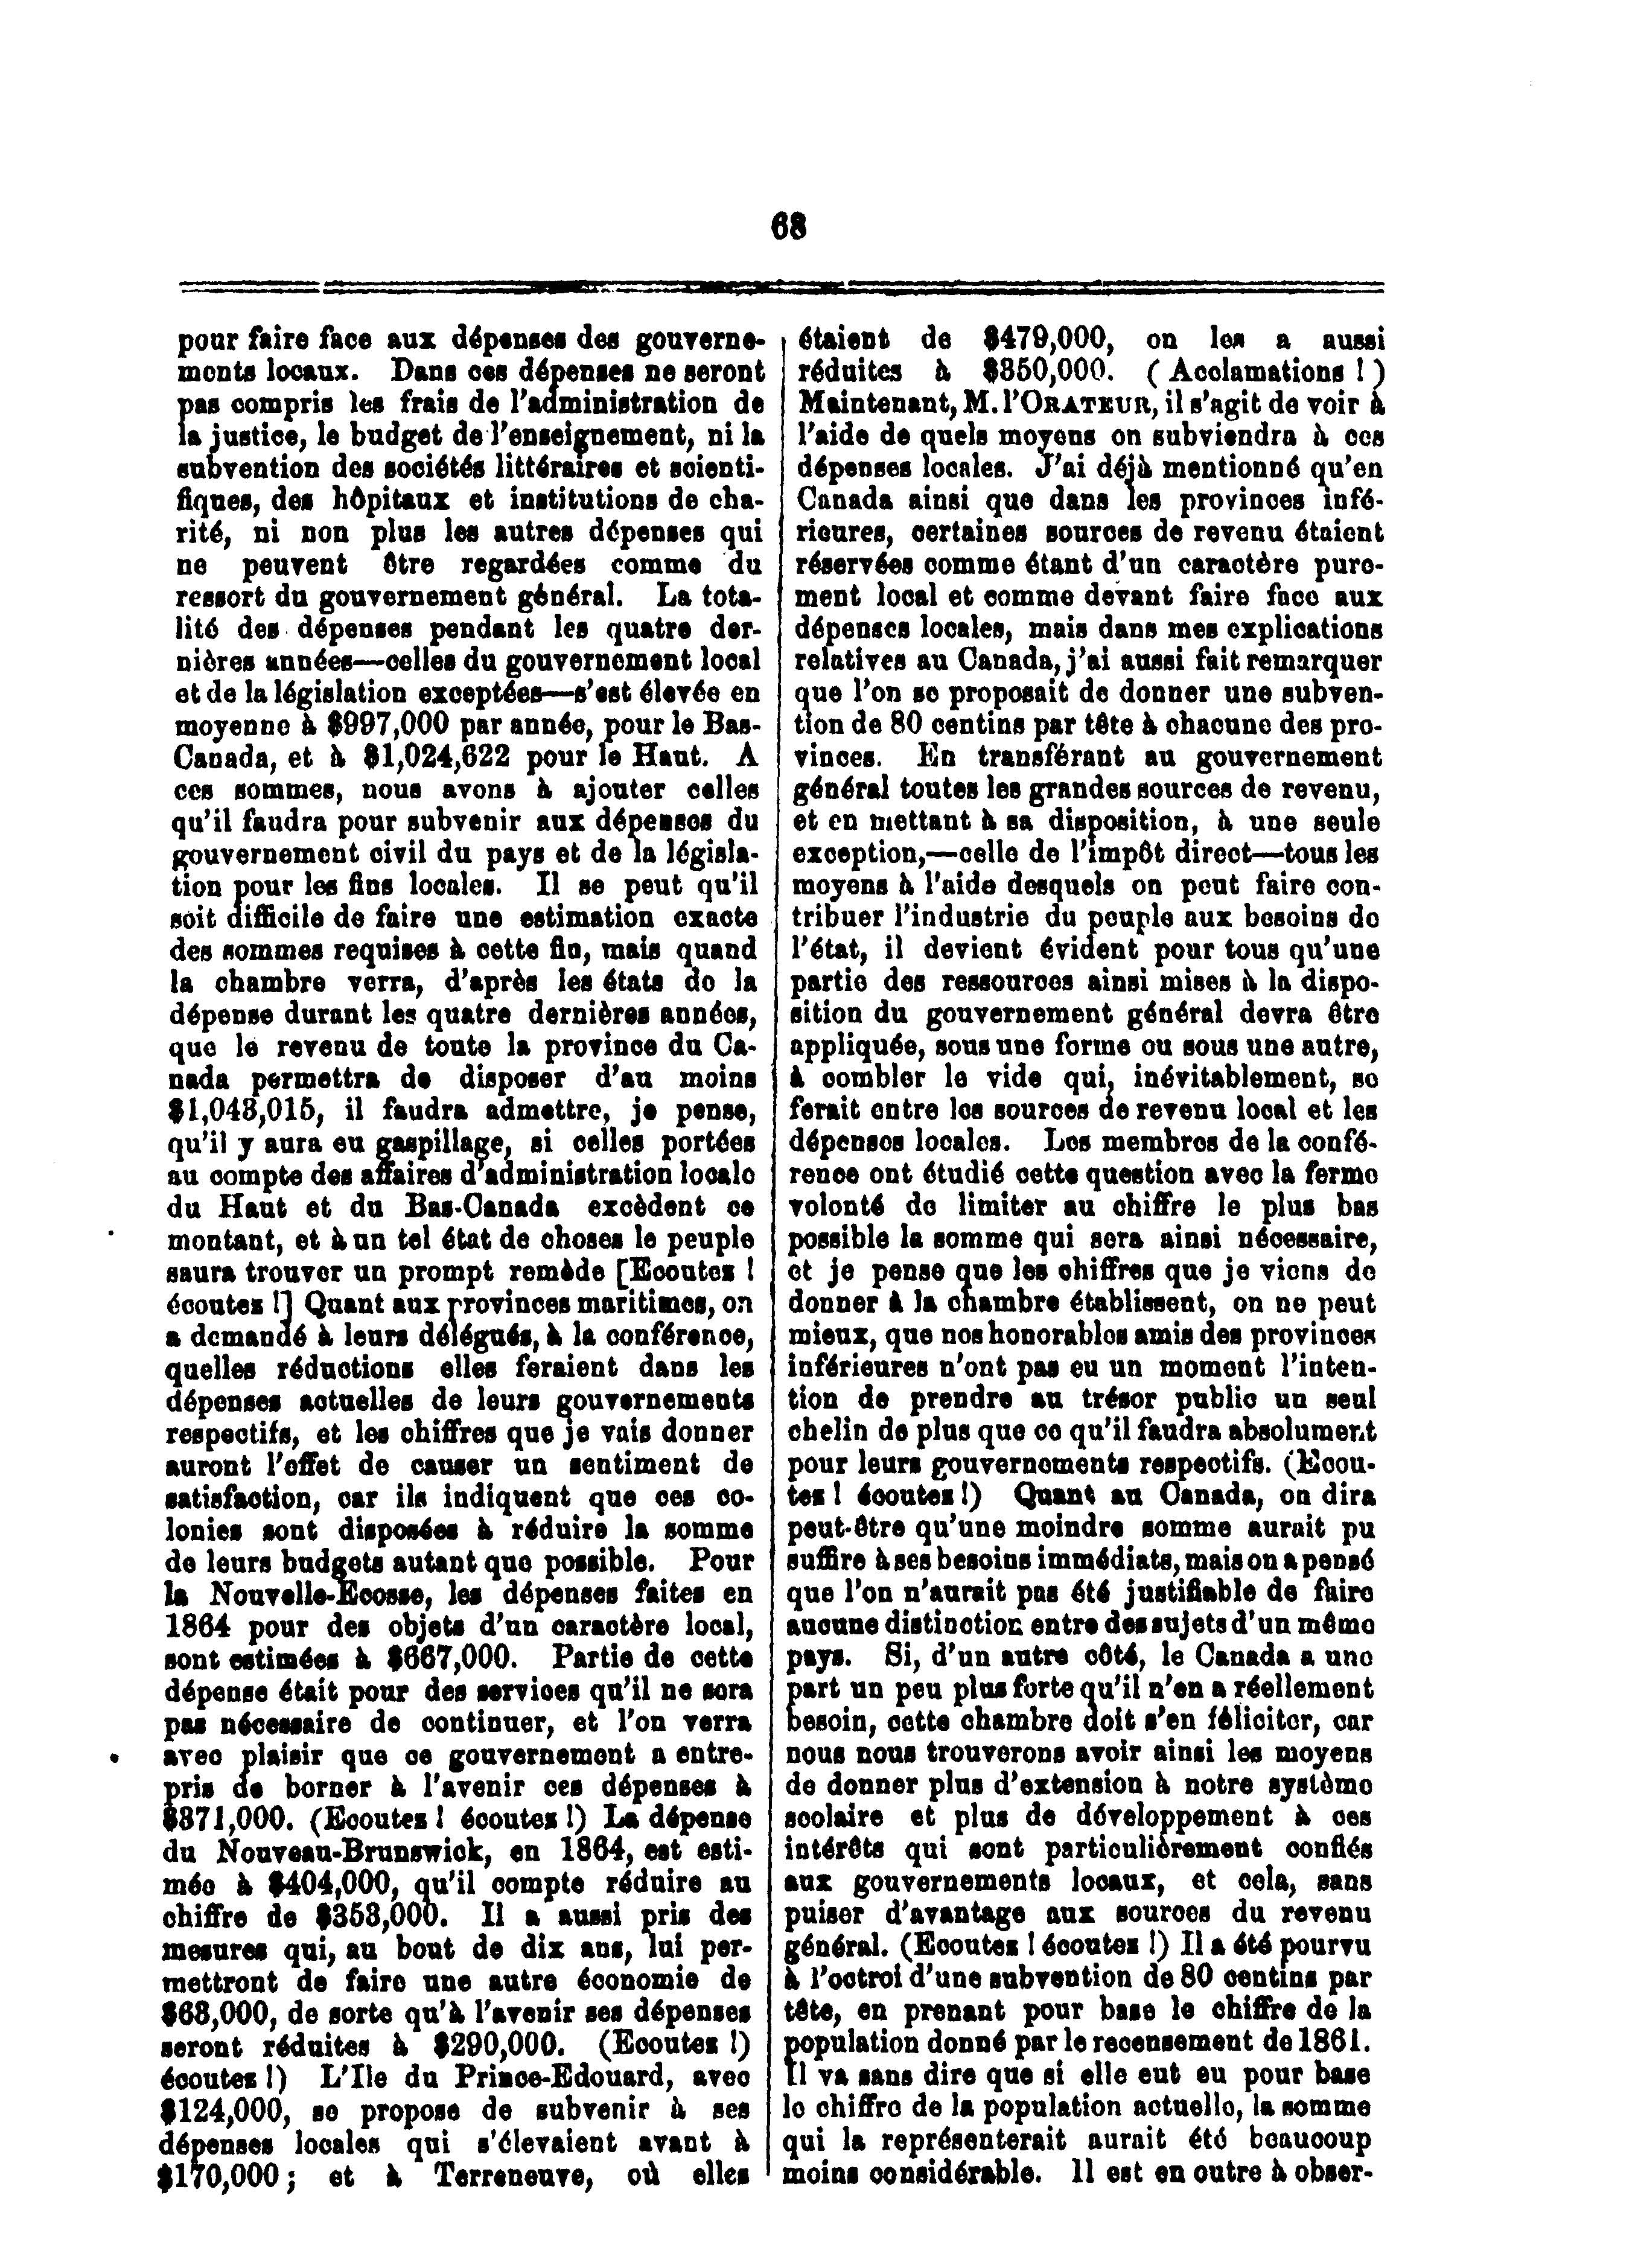 68
pour faire face aux dépenses des gouverne-
ments locaux. Dans ces dépenses ne seront
pas compris les frais de l'administration de
la justice, le budget de l'enseignement, ni la
subvention des sociétés littéraires et scienti-
fiques, des hôpitaux et institutions de cha-
rité, ni non plus les autres dépenses qui
ne peuvent être regardées comme du
ressort du gouvernement général. La tota-
lité des dépenses pendant les quatre der-
nières années—celles du gouvernement local
et de la législation exceptées—s'est élevée en
moyenne à $997,000 par année, pour le Bas-
Canada, et à $1,024,622 pour le Haut. A
ces sommes, nous avons à ajouter celles
qu'il faudra pour subvenir aux dépenses du
gouvernement civil du pays et de la législa-
tion pour les fins locales. Il se peut qu'il
soit difficile de faire une estimation exacte
des sommes requises à cette fin, mais quand
la chambre verra, d'après les états de la
dépense durant les quatre dernières années,
que le revenu de toute la province du Ca-
nada permettra de disposer d'au moins
$1,043,015, il faudra admettre, je pense,
qu'il y aura eu gaspillage, si celles portées
au compte des affaires d'administration locale
du Haut et du Bas-Canada excèdent ce
montant, et à un tel état de choses le peuple
saura trouver un prompt remède [Ecoutez !
écoutez !] Quant aux provinces maritimes, on
a demandé à leurs délégués, à la conférence,
quelles réductions elles feraient dans les
dépenses actuelles de leurs gouvernements
respectifs, et les chiffres que je vais donner
auront l'effet de causer un sentiment de
satisfaction, car ils indiquent que ces co-
lonies sont disposées à réduire la somme
de leurs budgets autant que possible. Pour
la Nouvelle-Ecosse, les dépenses faites en
1864 pour des objets d'un caractère local,
sont estimées à $667,000. Partie de cette
dépense était pour des services qu'il ne sera
pas nécessaire de continuer, et l'on verra
avec plaisir que ce gouvernement a entre-
pris de borner à l'avenir ces dépenses à
$371,000. (Ecoutez ! écoutez !) La dépense
du Nouveau-Brunswick, en 1864, est esti-
mée à $404,000, qu'il compte réduire au
chiffre de $353,000. Il a aussi pris des
mesures qui, au bout de dix ans, lui per-
mettront de faire une autre économie de
$63,000, de sorte qu'à l'avenir ses dépenses
seront réduites à $290,000. (Ecoutez !)
écoutez !) L'Ile du Prince-Edouard, avec
$124,000, se propose de subvenir à ses
dépenses locales qui s'élevaient avant à
$170,000 ; et à Terreneuve, où elles
étaient de $479,000, on les a aussi
réduites à $350,000. (Acclamations !)
Maintenant, M. l'ORATEUR, il s'agit de voir à
l'aide de quels moyens on subviendra à ces
dépenses locales. J'ai déjà mentionné qu'en
Canada ainsi que dans les provinces infé-
rieures, certaines sources de revenu étaient
réservées comme étant d'un caractère pure-
ment local et comme devant faire face aux
dépenses locales, mais dans mes explications
relatives au Canada, j'ai aussi fait remarquer
que l'on se proposait de donner une subven-
tion de 80 centins par tête à chacune des pro-
vinces. En transférant au gouvernement
général toutes les grandes sources de revenu,
et en mettant à sa disposition, à une seule
exception,—celle de l'impôt direct—tous les
moyens à l'aide desquels on peut faire con-
tribuer l'industrie du peuple aux besoins de
l'état, il devient évident pour tous qu'une
partie des ressources ainsi mises à la dispo-
sition du gouvernement général devra être
appliquée, sous une forme ou sous une autre,
à combler le vide qui, inévitablement, se
ferait entre les sources de revenu local et les
dépenses locales. Les membres de la confé-
rence ont étudié cette question avec la ferme
volonté de limiter au chiffre le plus bas
possible la somme qui sera ainsi nécessaire,
et je pense que les chiffres que je viens de
donner à la chambre établissent, on ne peut
mieux, que nos honorables amis des provinces
inférieures n'ont pas eu un moment l'inten-
tion de prendre au trésor public un seul
chelin de plus que ce qu'il faudra absolument
pour leurs gouvernements respectifs. (Ecou-
tez ! écoutez !) Quant au Canada, on dira
peut-être qu'une moindre somme aurait pu
suffire à ses besoins immédiats, mais on a pensé
que l'on n'aurait pas été justifiable de faire
aucune distinction entre des sujets d'un même
pays. Si, d'un autre côté, le Canada a une
part un peu plus forte qu'il n'en a réellement
besoin, cette chambre doit s'en féliciter, car
nous nous trouverons avoir ainsi les moyens
de donner plus d'extension à notre système
scolaire et plus de développement à ces
intérêts qui sont particulièrement confiés
aux gouvernements locaux, et cela, sans
puiser d'avantage aux sources du revenu
général. (Ecoutez ! écoutez !) Il a été pourvu
à l'octroi d'une subvention de 80 centins par
tête, en prenant pour base le chiffre de la
population donné par le recensement de 1861.
Il va sans dire que si elle eut eu pour base
le chiffre de la population actuelle, la somme
qui la représenterait aurait été beaucoup
moins considérable. Il est en outre à obser-